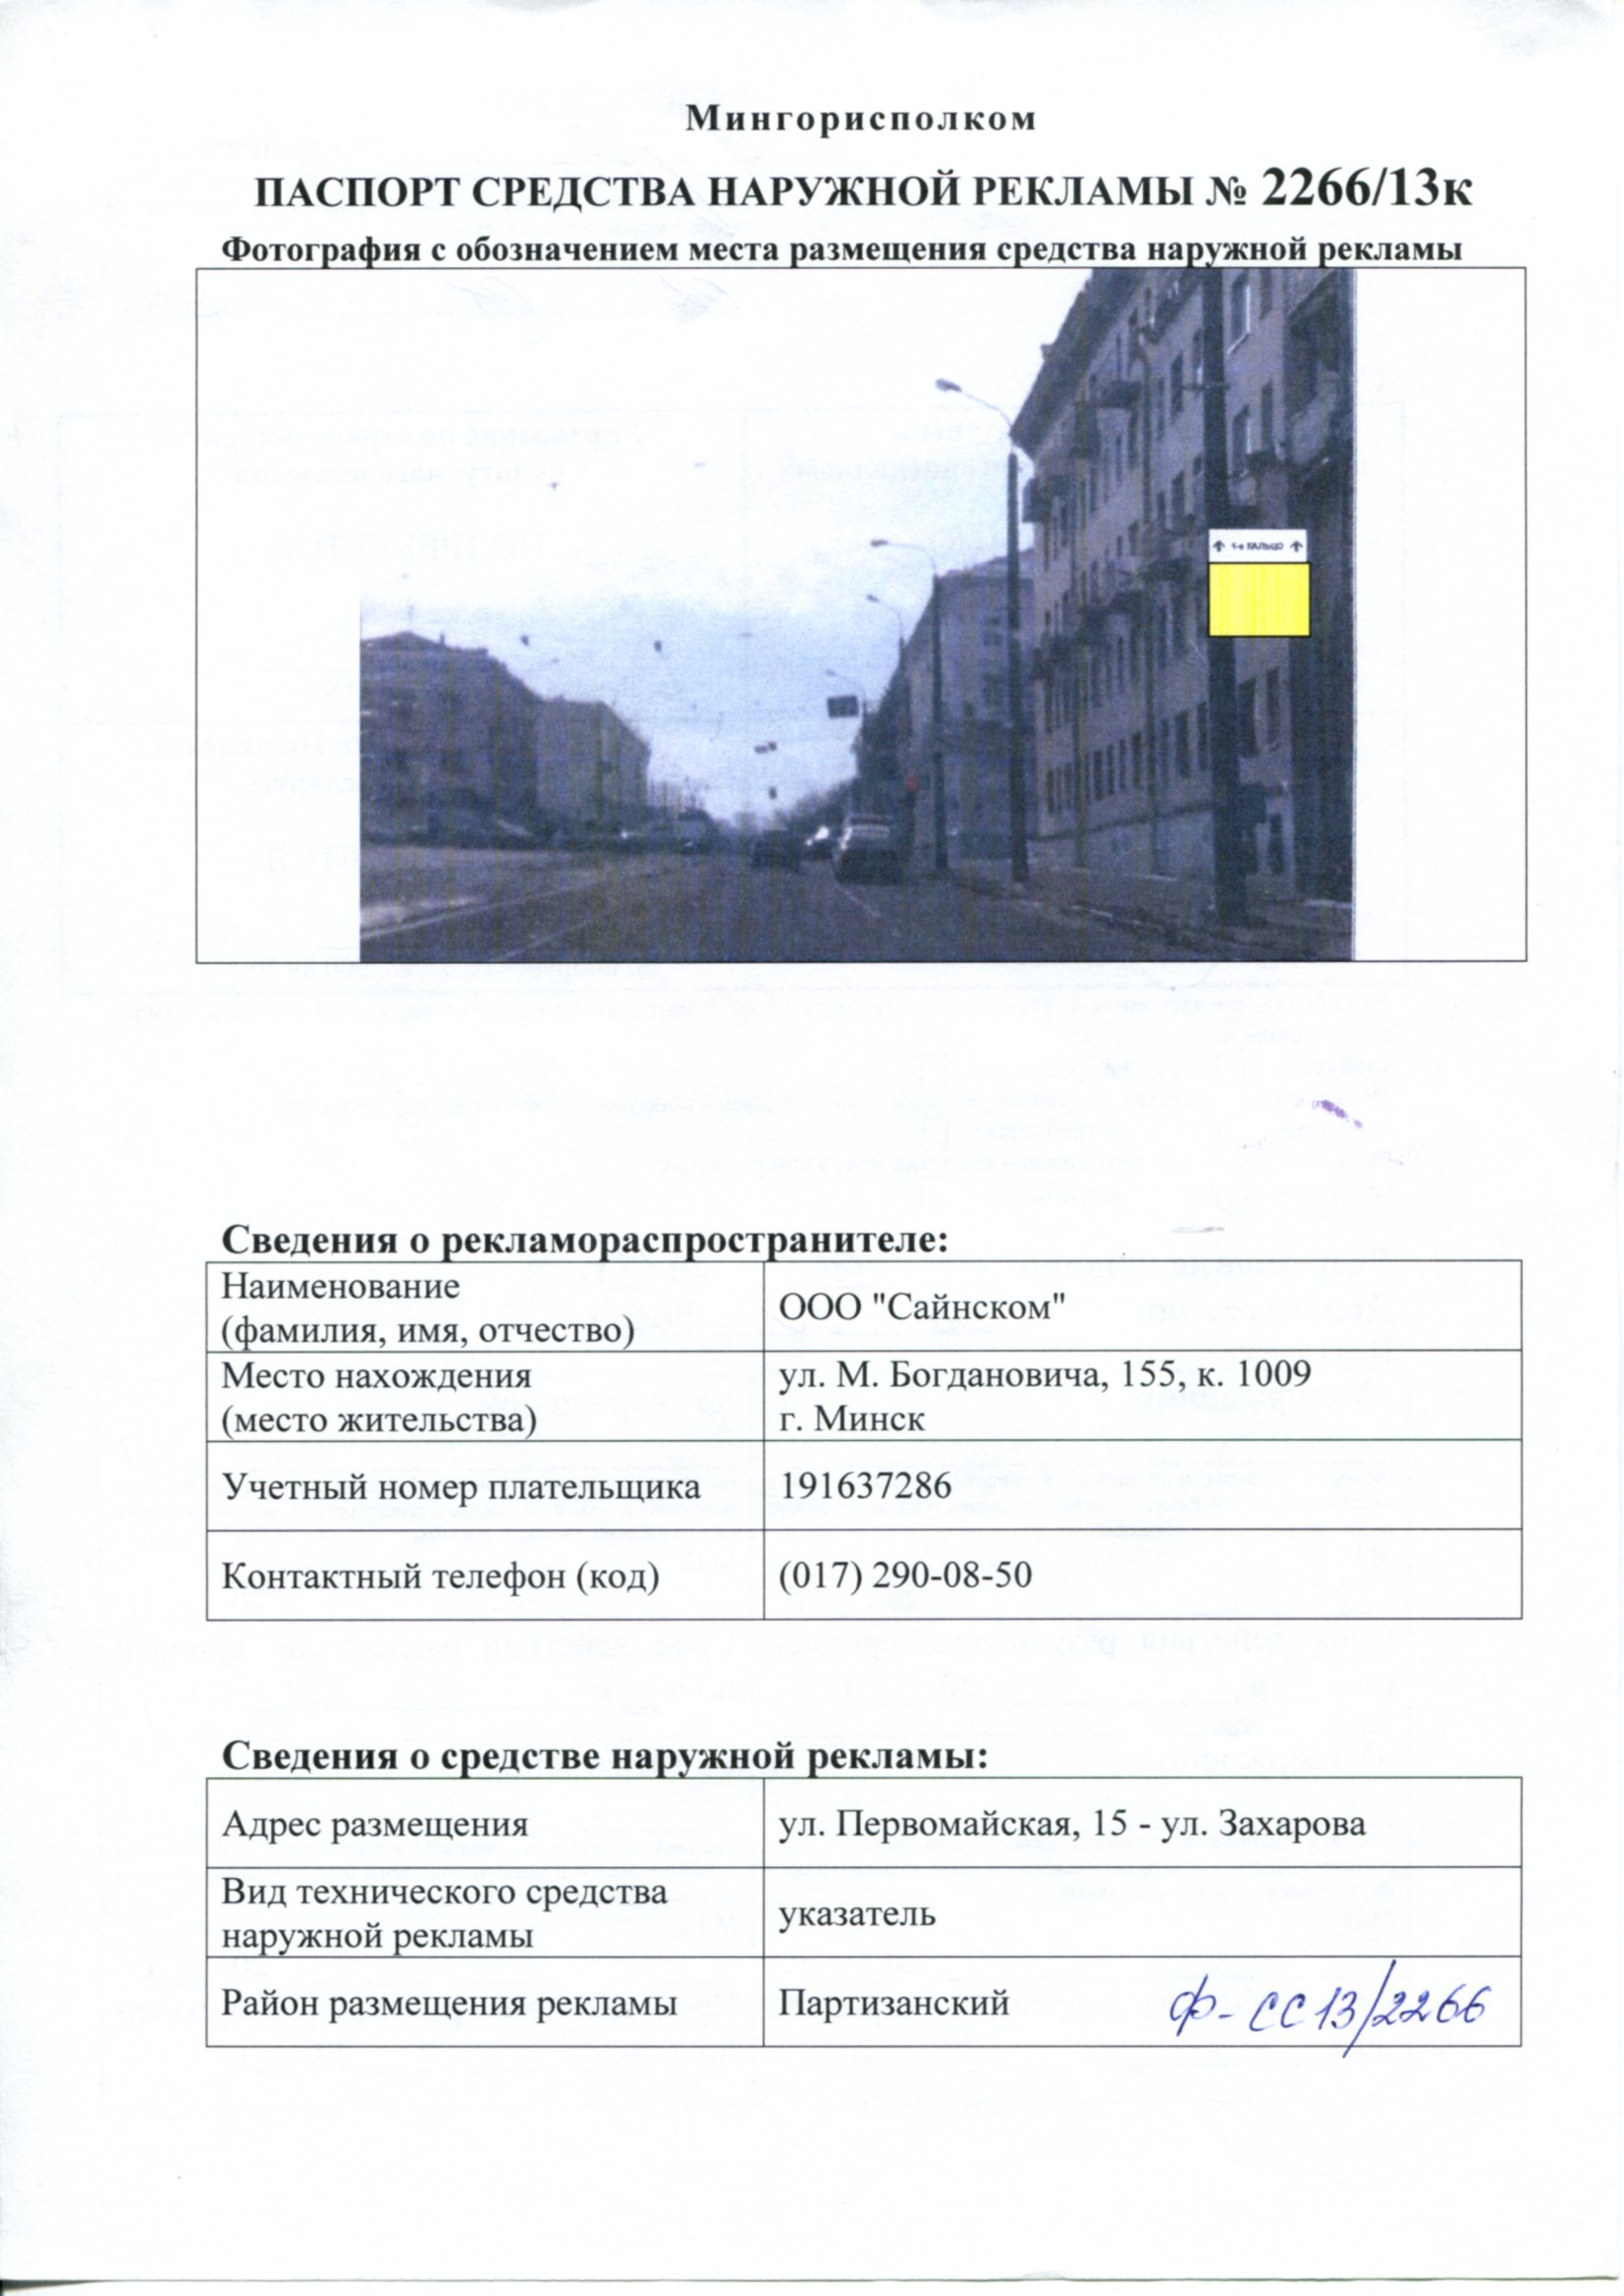 Мингорисполком
ПАСПОРТ СРЕДСТВА НАРУЖНОЙ РЕКЛАМЫ № 2266/13к
Фотография с обозначением места размещения средства наружной рекламы
Сведения о рекламораспространителе:
Наименование
(фамилия, имя, отчество)
ООО "Сайнском"
Место нахождения
(место жительства)
ул. М. Богдановича, 155, к. 1009
г. Минск
Учетный номер плательщика
191637286
Контактный телефон (код)
(017) 290-08-50
Сведения о средстве наружной рекламы:
Адрес размещения
ул. Первомайская, 15 - ул. Захарова
Вид технического средства
наружной рекламы
указатель
Район размещения рекламы
Партизанский
ф-СС13/2266